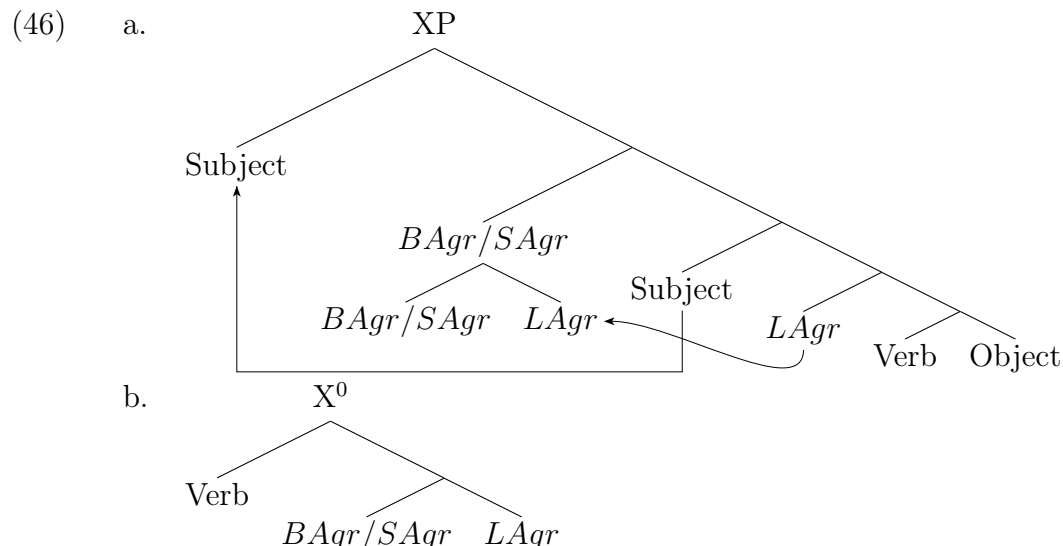 (46) a. XP
Subject
BAgr/SAgr
Subject
BAgr/SAgr LAgr LAgr
Verb Object
b. X⁰
Verb
BAgr/SAgr LAgr